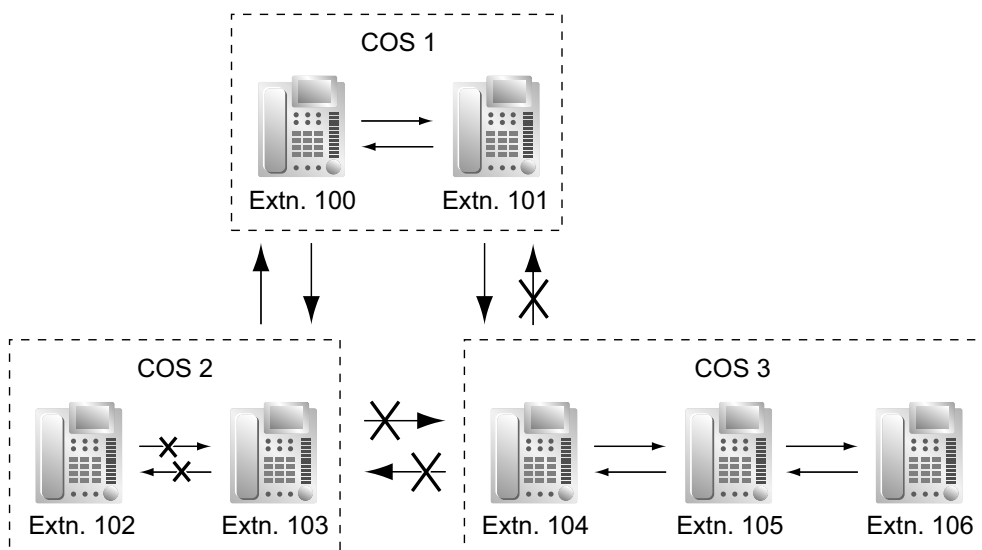 COS 1
Extn. 100
Extn. 101
COS 2
COS 3
Extn. 102
Extn. 103
Extn. 104
Extn. 105
Extn. 106